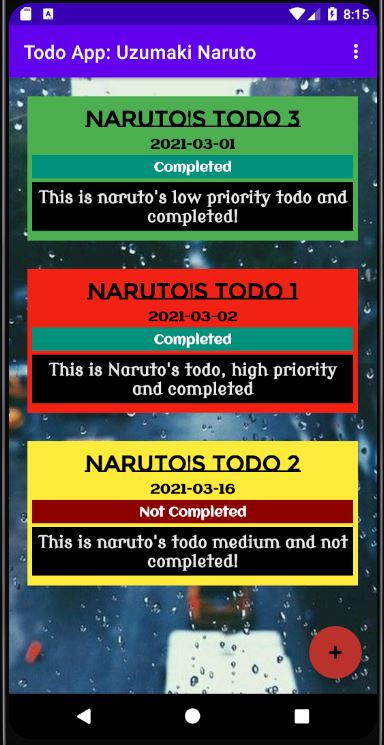 8:15
Todo App: Uzumaki Naruto
NARUTO'S TODO 3
2021-03-01
Completed
This is naruto's low priority todo and
completed!
NARUTO'S TODO 1
2021-03-02
Completed
This is Naruto's todo, high priority
and completed
NARUTO'S TODO 2
2021-03-16
Not Completed
This is naruto's todo medium and not
completed!
+